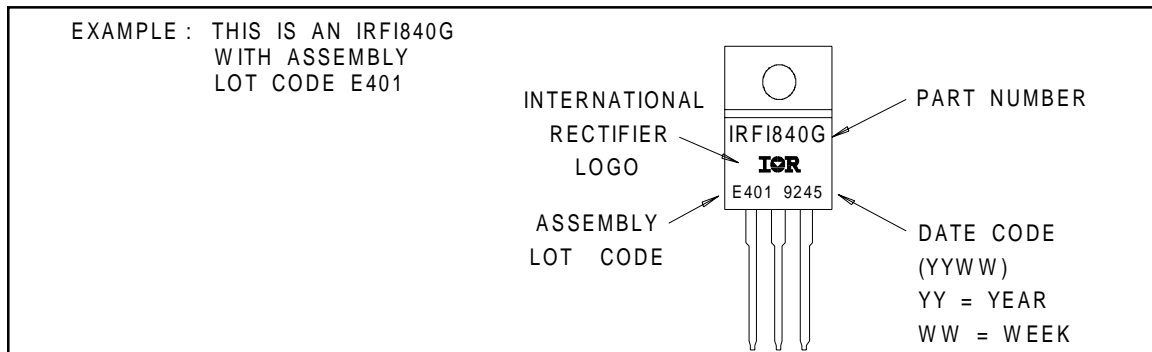 EXAMPLE : THIS IS AN IRFI840G
WITH ASSEMBLY
LOT CODE E401
INTERNATIONAL
RECTIFIER
LOGO
PART NUMBER
IRFI840G
IOR
E401 9245
ASSEMBLY
LOT CODE
DATE CODE
(YYWW)
YY = YEAR
WW = WEEK